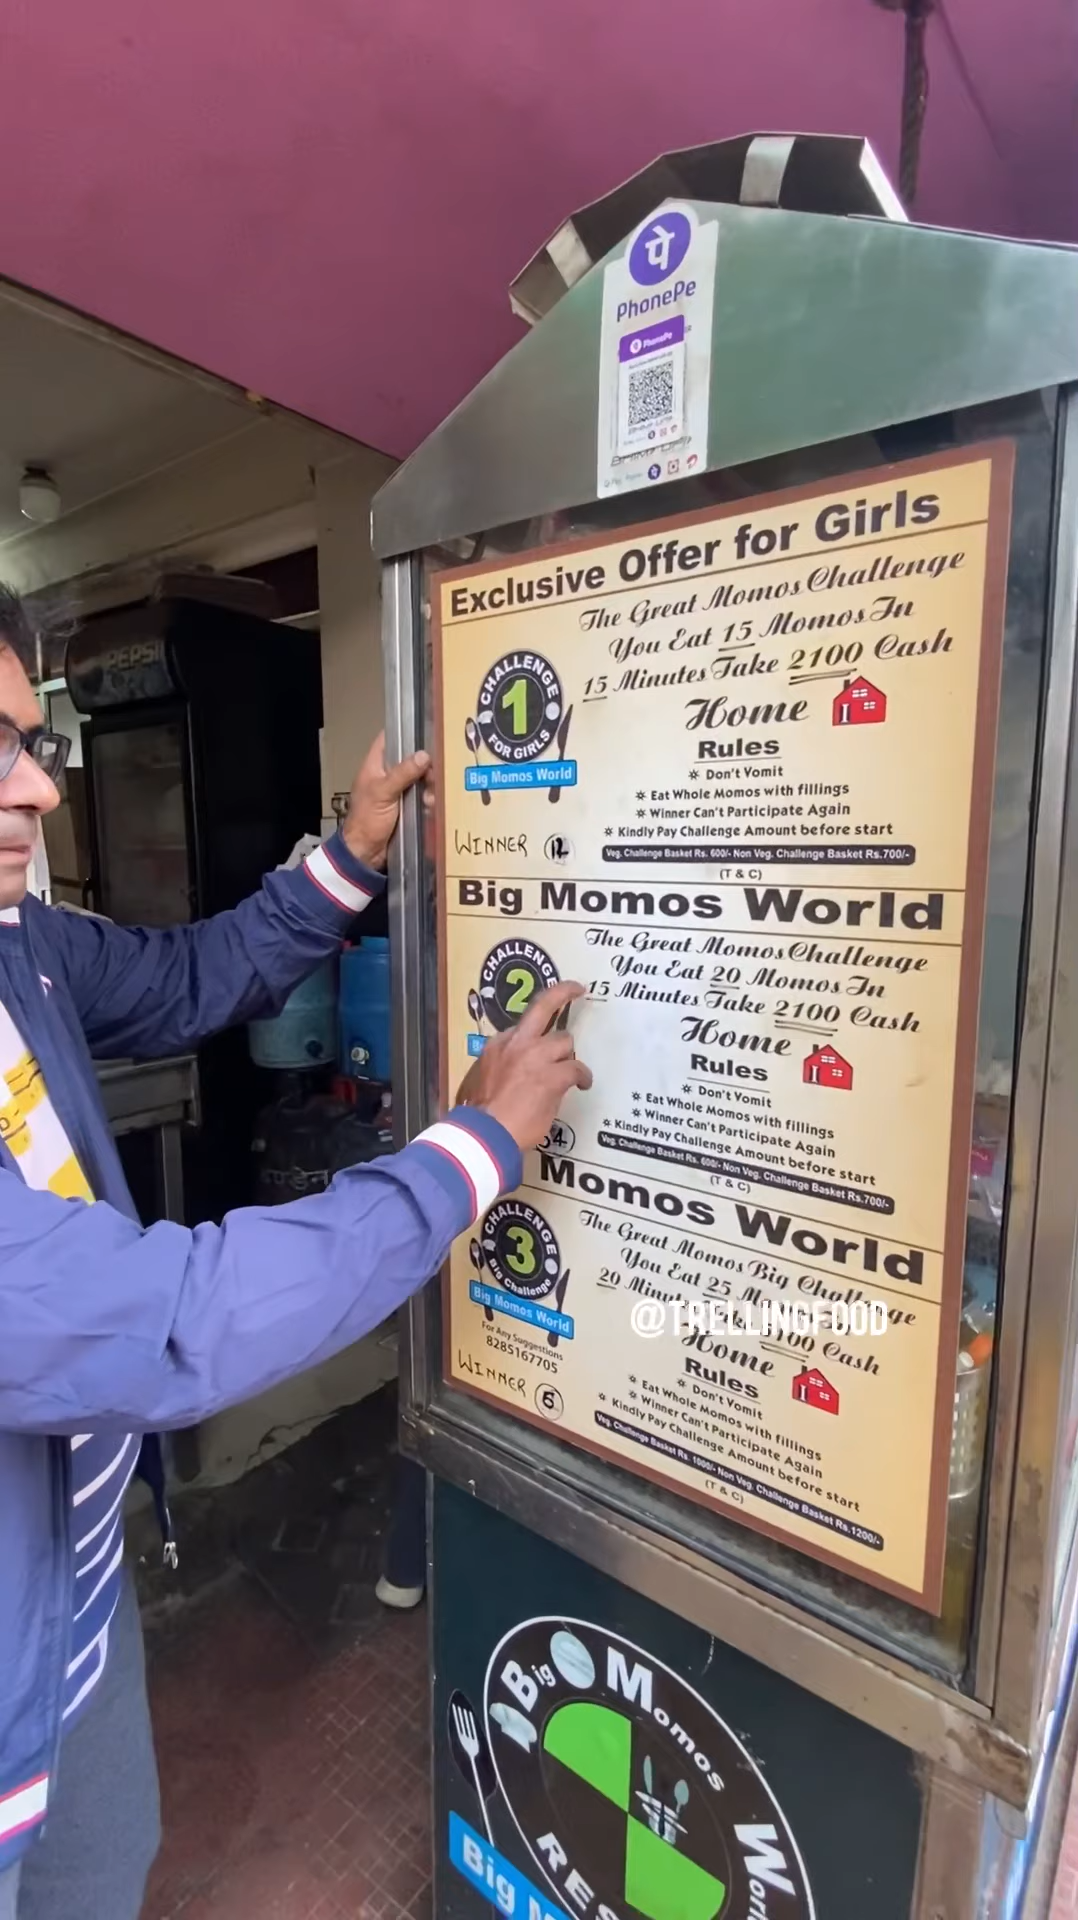 पे
PhonePe
PhonePe
PEPSI
Exclusive Offer for Girls
The Great Momos Challenge
You Eat 15 Momos In
15 Minutes Take 2100 Cash
Home
CHALLENGE
1
FOR GIRLS
Big Momos World
Rules
Don't Vomit
Eat Whole Momos with fillings
Winner Can't Participate Again
Kindly Pay Challenge Amount before start
WINNER 12
Veg. Challenge Basket Rs. 600/- Non Veg. Challenge Basket Rs.700/-
(T & C)
Big Momos World
The Great Momos Challenge
You Eat 20 Momos In
15 Minutes Take 2100 Cash
Home
CHALLENGE
2
Rules
Don't Vomit
Eat Whole Momos with fillings
Winner Can't Participate Again
Kindly Pay Challenge Amount before start
Veg. Challenge Basket Rs. 600/- Non Veg. Challenge Basket Rs.700/-
(T & C)
Momos World
The Great Momos Big Challenge
You Eat 25
20
Cash
@TRELLINGFOOD
Home
CHALLENGE
3
Big Challenge
Big Momos World
For Any Suggestions
8285167705
WINNER
Rules
Don't Vomit
Eat Whole Momos with fillings
Winner Can't Participate Again
Kindly Pay Challenge Amount before start
Veg. Challenge Basket Rs. 1000/- Non Veg. Challenge Basket Rs.1200/-
(T & C)
Big Momos World
Big